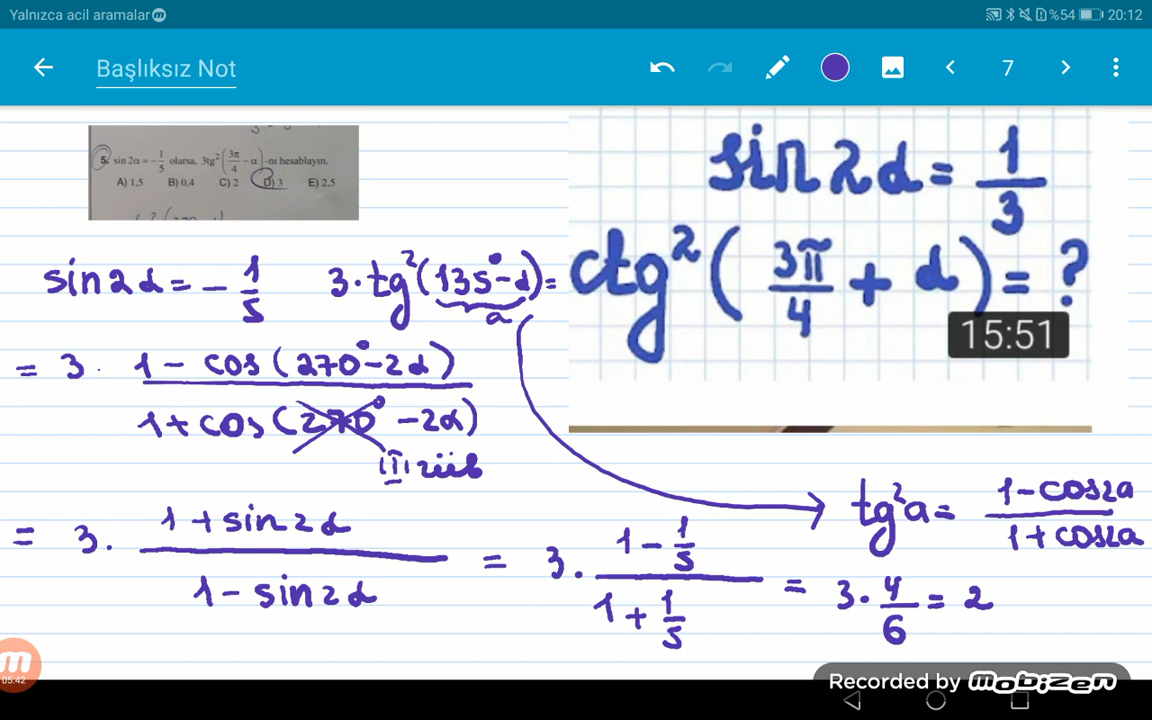 Yalnızca acil aramalar
%54 20:12
Başlıksız Not
7
5. sin 2α = -1/5 olarsa, 3tg²(3π/4 - α) -nı hesablayın.
A) 1,5 B) 0,4 C) 2 D) 3 E) 2,5
sin2α = 1/3
ctg²(3π/4 + α) = ?
15:51
sin2α = -1/5 3·tg²(135° - α) =
a
= 3· (1 - cos(270° - 2α))/(1 + cos(270° - 2α))
III rüb
tg²a = (1 - cos2a)/(1 + cos2a)
= 3· (1 + sin2α)/(1 - sin2α) = 3· (1 - 1/5)/(1 + 1/5) = 3· 4/6 = 2
m
05:42
Recorded by mobizen